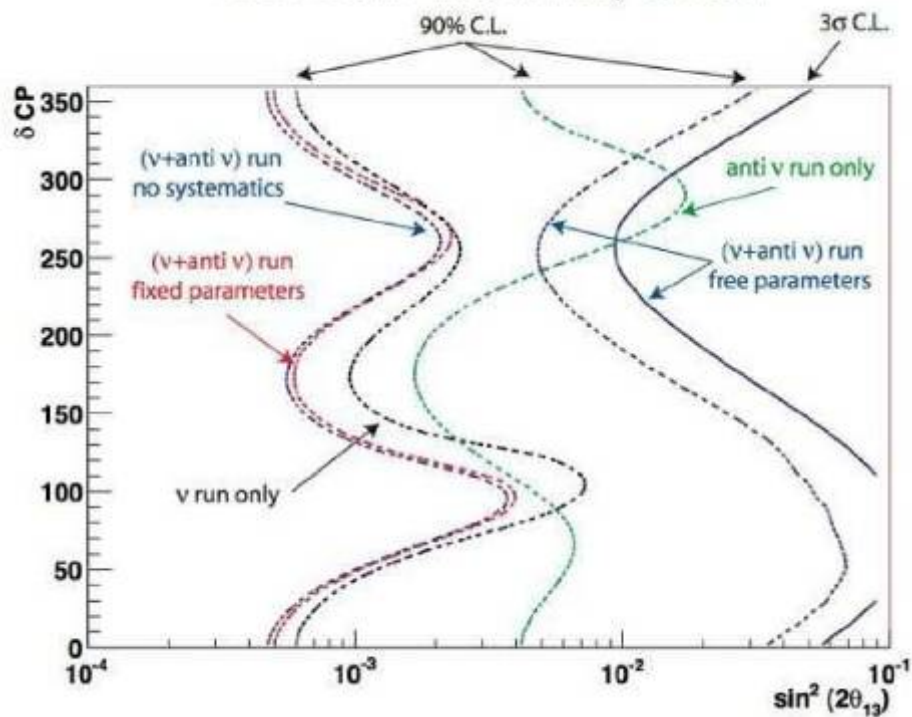 90% C.L.
3σ C.L.
δ CP
350
300
250
200
150
100
50
0
(ν+anti ν) run
no systematics
anti ν run only
(ν+anti ν) run
fixed parameters
(ν+anti ν) run
free parameters
ν run only
10⁻⁴
10⁻³
10⁻²
10⁻¹
sin² (2θ₁₃)